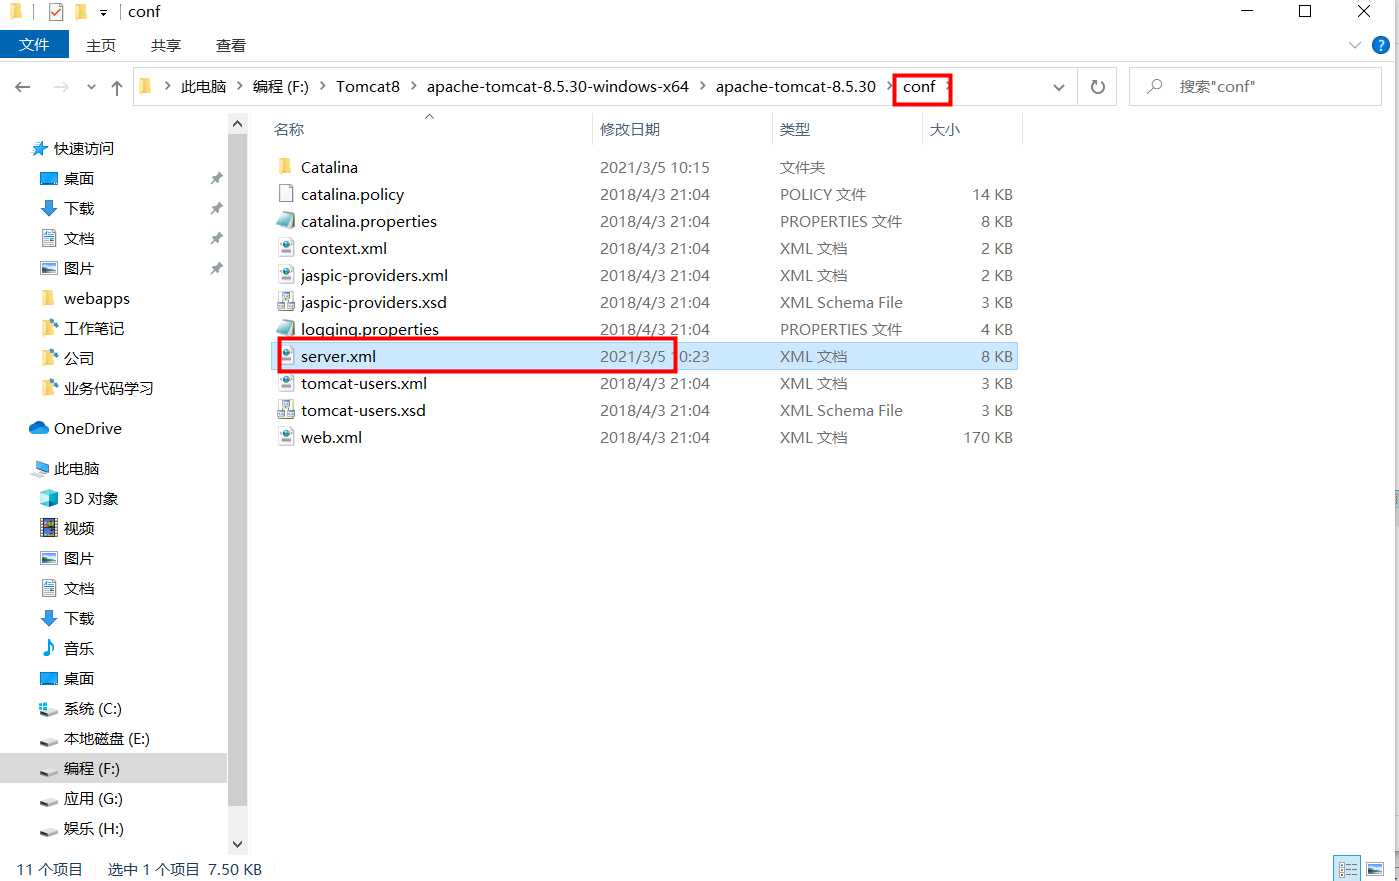 conf
文件 主页 共享 查看
此电脑 编程 (F:) Tomcat8 apache-tomcat-8.5.30-windows-x64 apache-tomcat-8.5.30 conf 搜索"conf"
名称 修改日期 类型 大小
快速访问
桌面
下载
文档
图片
webapps
工作笔记
公司
业务代码学习
OneDrive
此电脑
3D 对象
视频
图片
文档
下载
音乐
桌面
系统 (C:)
本地磁盘 (E:)
编程 (F:)
应用 (G:)
娱乐 (H:)
Catalina 2021/3/5 10:15 文件夹
catalina.policy 2018/4/3 21:04 POLICY 文件 14 KB
catalina.properties 2018/4/3 21:04 PROPERTIES 文件 8 KB
context.xml 2018/4/3 21:04 XML 文档 2 KB
jaspic-providers.xml 2018/4/3 21:04 XML 文档 2 KB
jaspic-providers.xsd 2018/4/3 21:04 XML Schema File 3 KB
logging.properties 2018/4/3 21:04 PROPERTIES 文件 4 KB
server.xml 2021/3/5 10:23 XML 文档 8 KB
tomcat-users.xml 2018/4/3 21:04 XML 文档 3 KB
tomcat-users.xsd 2018/4/3 21:04 XML Schema File 3 KB
web.xml 2018/4/3 21:04 XML 文档 170 KB
11 个项目 选中 1 个项目 7.50 KB